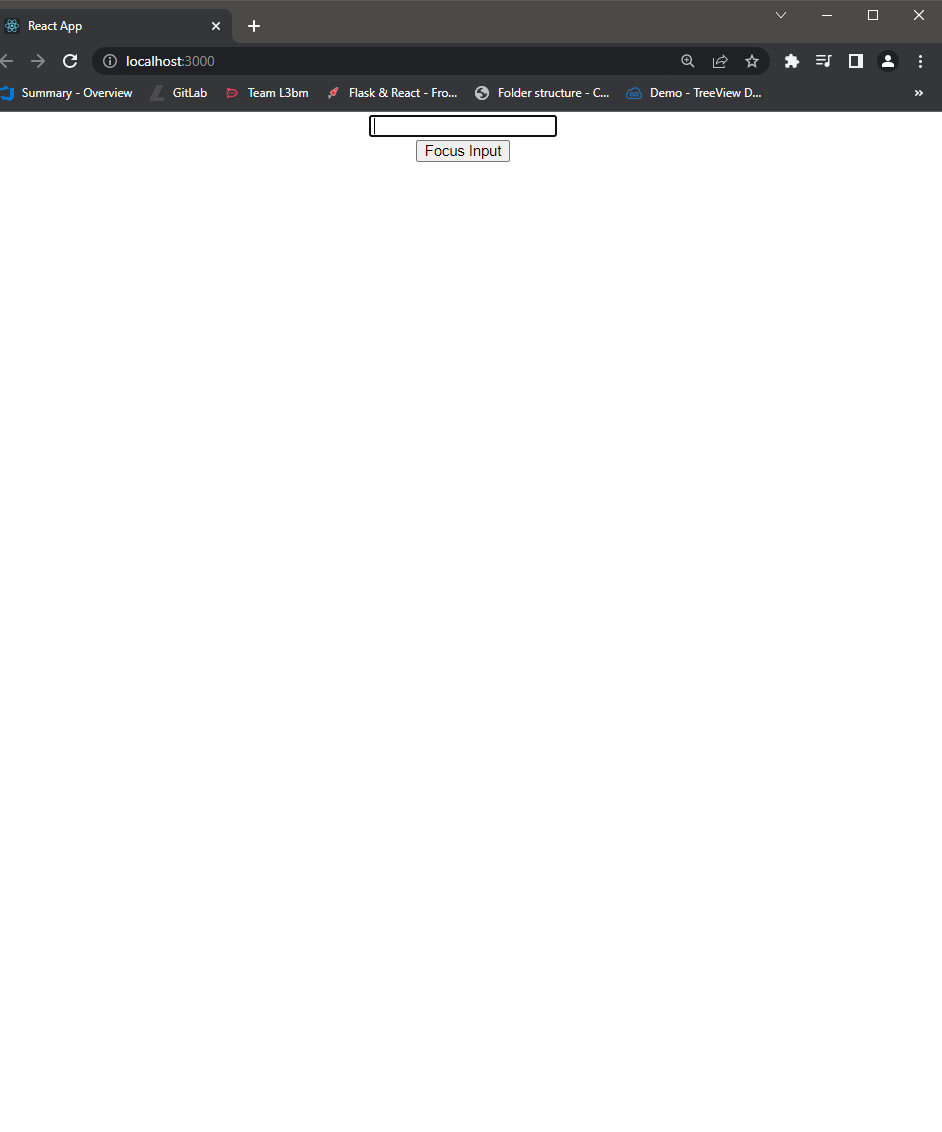 React App
localhost:3000
Summary - Overview GitLab Team L3bm Flask & React - Fro... Folder structure - C... Demo - TreeView D... »
Focus Input